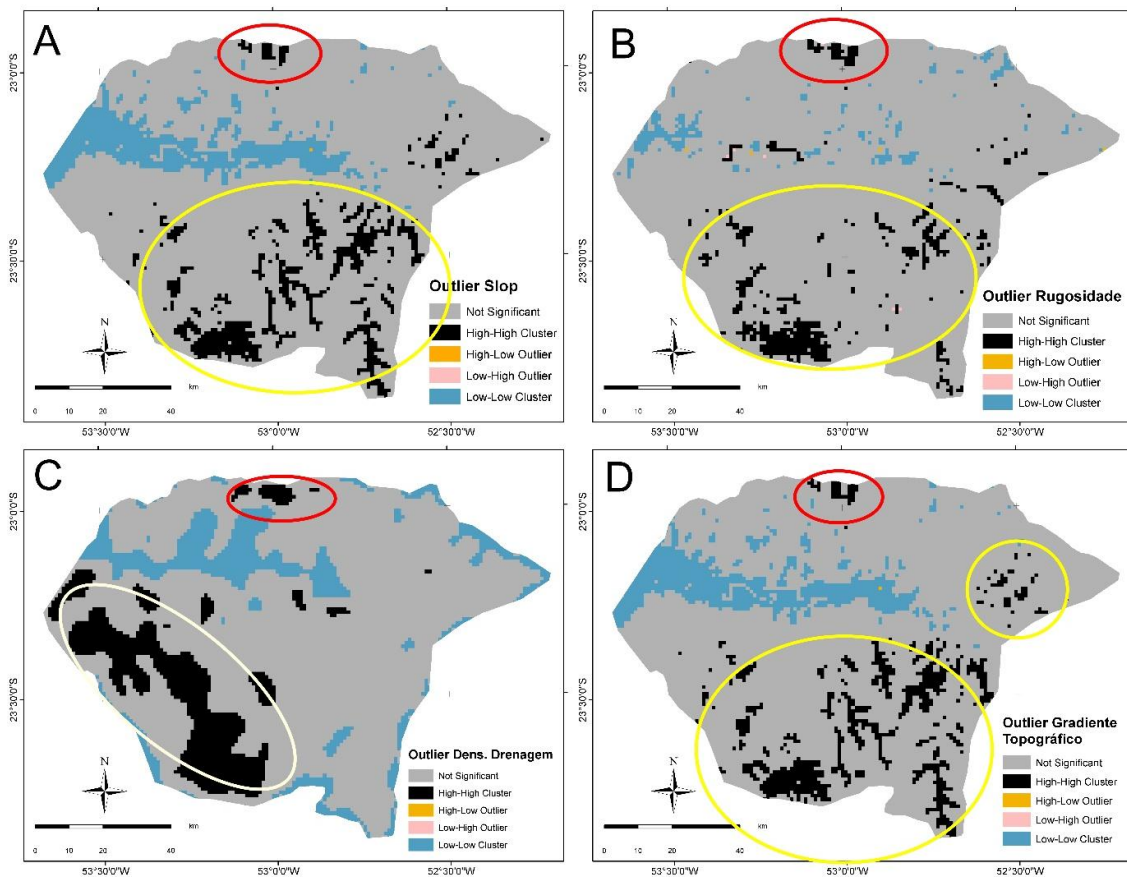 A
23°0'0"S
23°30'0"S
Outlier Slop
Not Significant
High-High Cluster
High-Low Outlier
Low-High Outlier
Low-Low Cluster
N
km
0 10 20 40
53°30'0"W 53°0'0"W 52°30'0"W
B
23°0'0"S
23°30'0"S
Outlier Rugosidade
Not Significant
High-High Cluster
High-Low Outlier
Low-High Outlier
Low-Low Cluster
N
km
0 10 20 40
53°30'0"W 53°0'0"W 52°30'0"W
C
23°0'0"S
23°30'0"S
Outlier Dens. Drenagem
Not Significant
High-High Cluster
High-Low Outlier
Low-High Outlier
Low-Low Cluster
N
km
0 10 20 40
53°30'0"W 53°0'0"W 52°30'0"W
D
23°0'0"S
23°30'0"S
Outlier Gradiente
Topográfico
Not Significant
High-High Cluster
High-Low Outlier
Low-High Outlier
Low-Low Cluster
N
km
0 10 20 40
53°30'0"W 53°0'0"W 52°30'0"W